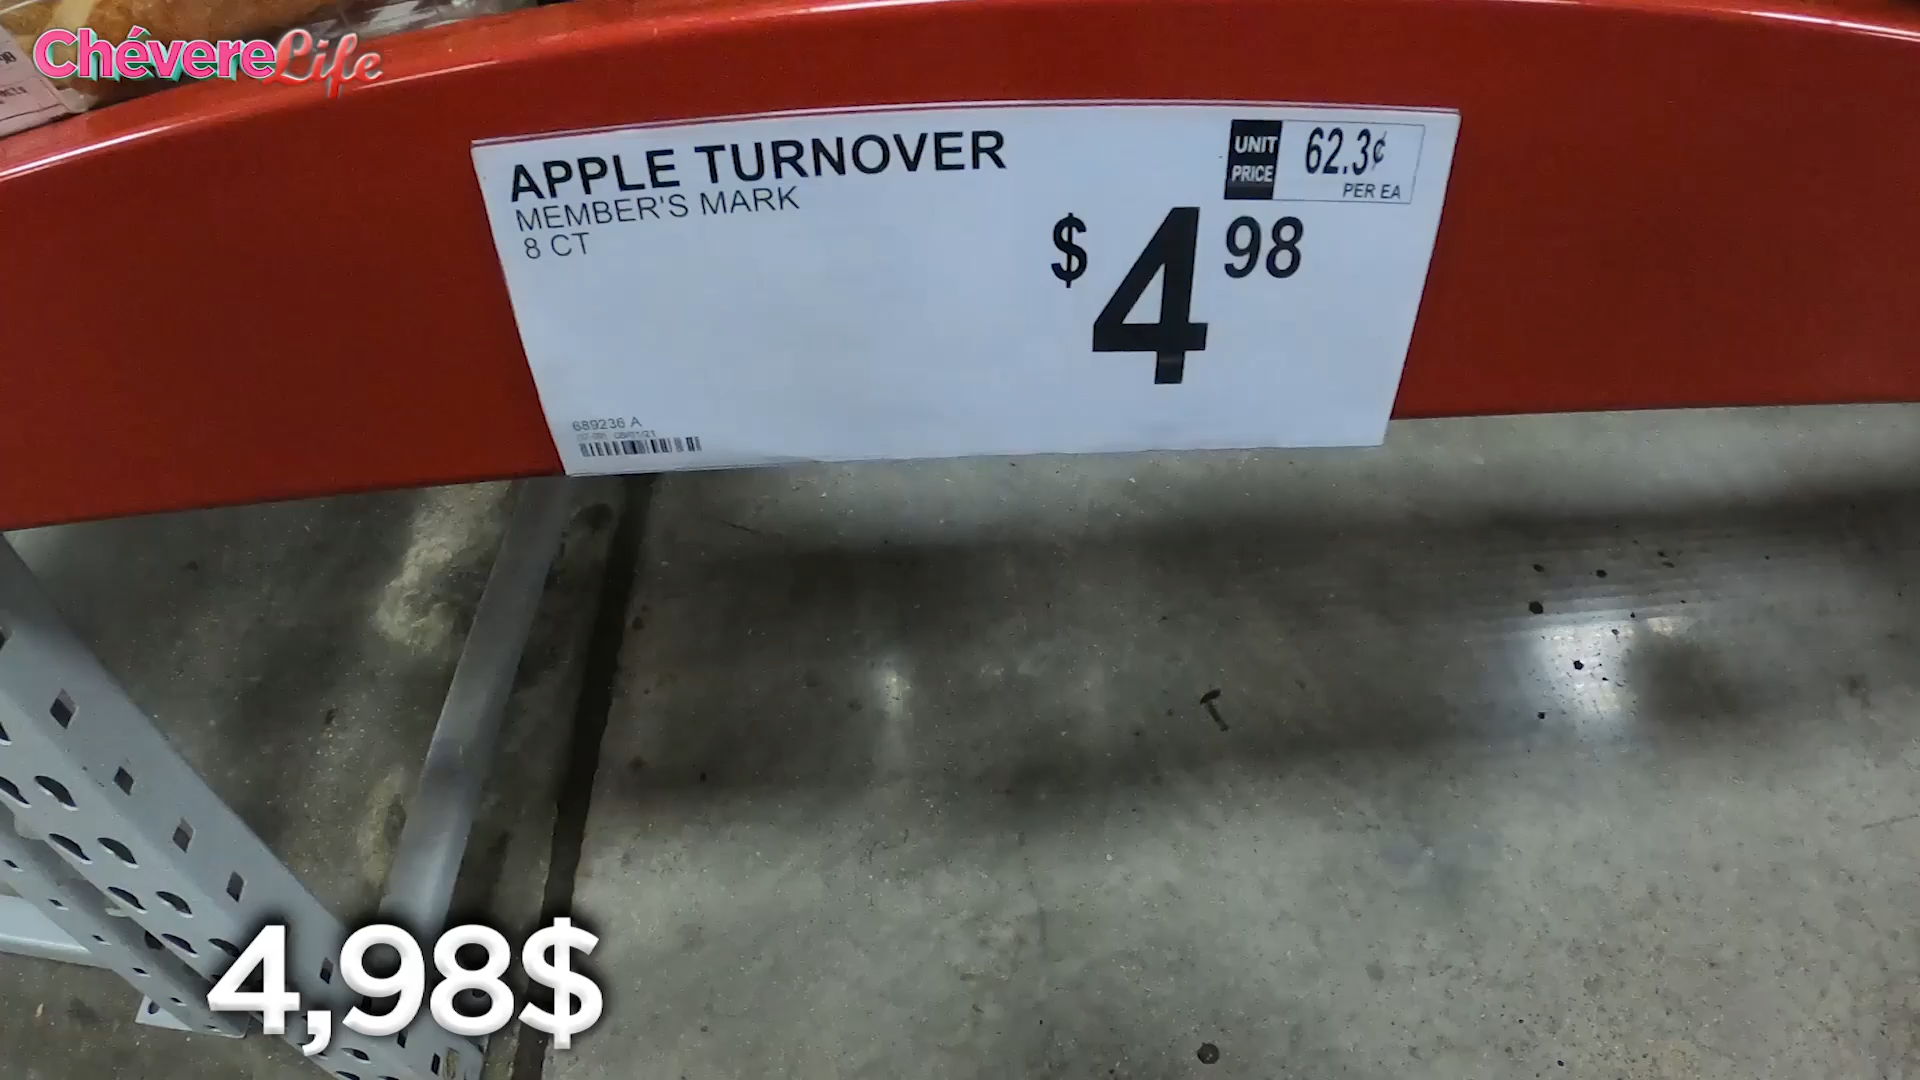 ChévereLife
APPLE TURNOVER
MEMBER'S MARK
8 CT
UNIT PRICE
62.3¢
PER EA
$4 98
689236 A
4,98$